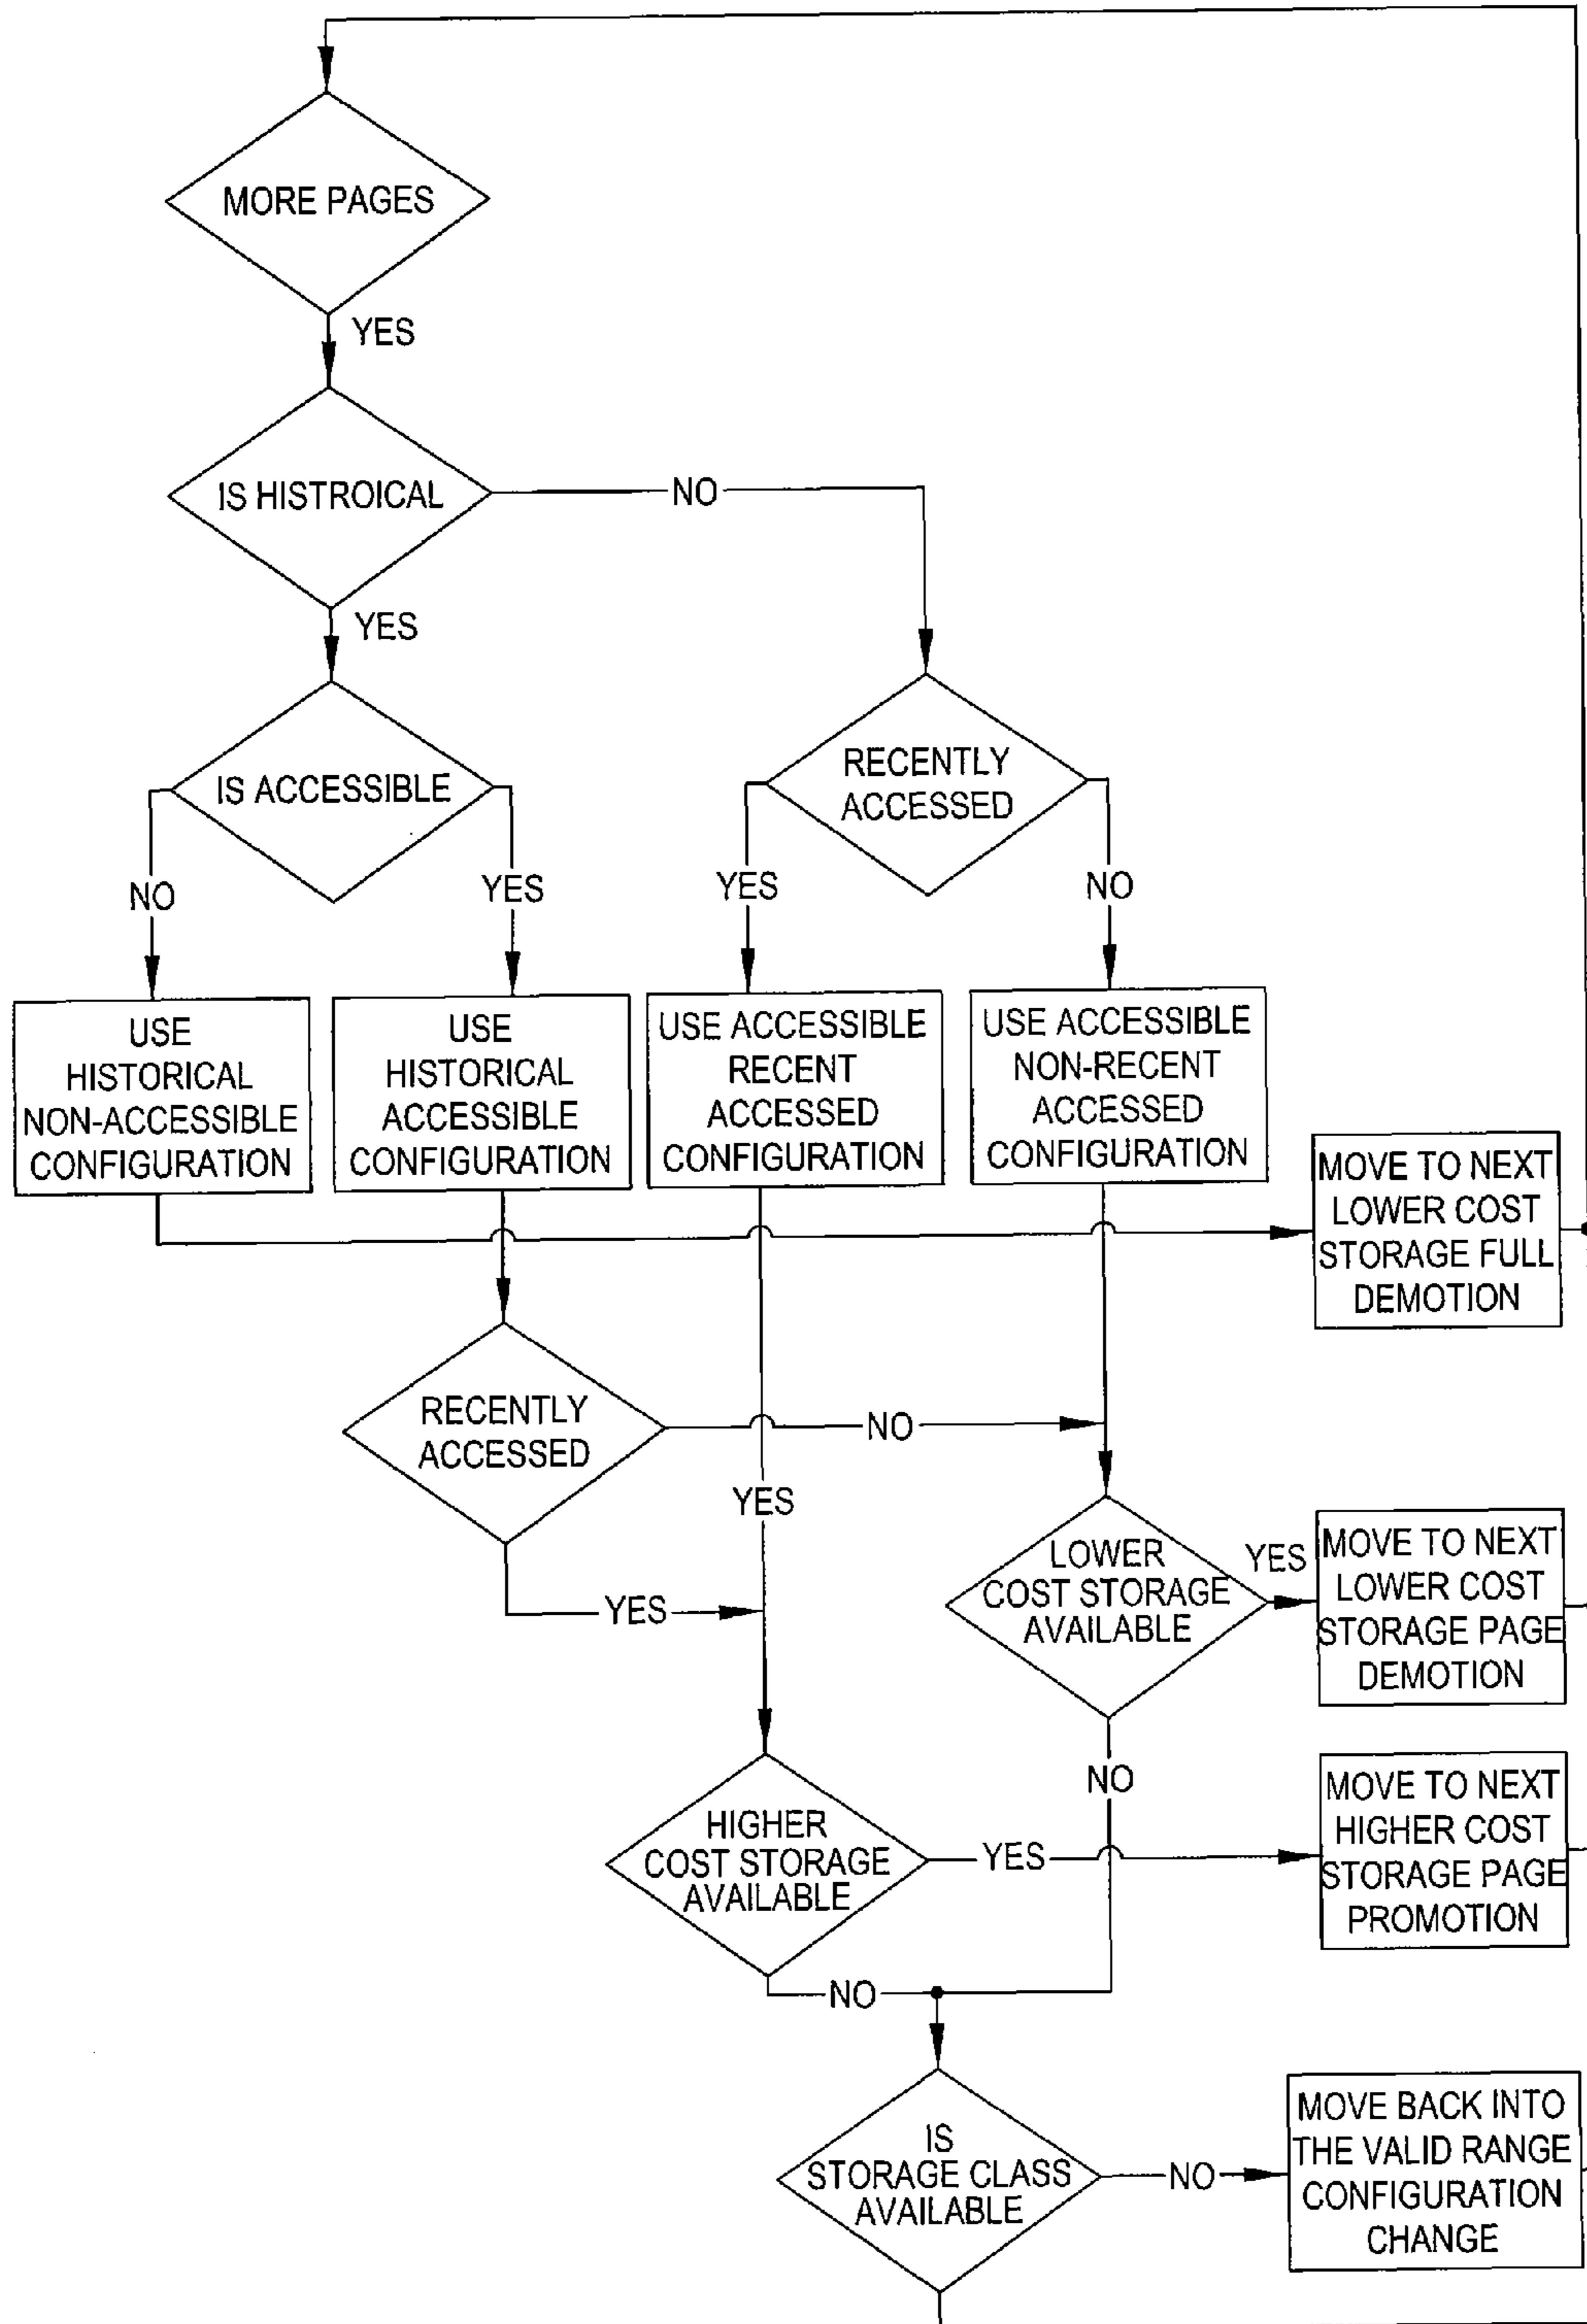 MORE PAGES
YES
IS HISTROICAL
NO
YES
IS ACCESSIBLE
RECENTLY
ACCESSED
NO
YES
YES
NO
USE
HISTORICAL
NON-ACCESSIBLE
CONFIGURATION
USE
HISTORICAL
ACCESSIBLE
CONFIGURATION
USE ACCESSIBLE
RECENT
ACCESSED
CONFIGURATION
USE ACCESSIBLE
NON-RECENT
ACCESSED
CONFIGURATION
MOVE TO NEXT
LOWER COST
STORAGE FULL
DEMOTION
RECENTLY
ACCESSED
NO
YES
YES
LOWER
COST STORAGE
AVAILABLE
YES
MOVE TO NEXT
LOWER COST
STORAGE PAGE
DEMOTION
NO
HIGHER
COST STORAGE
AVAILABLE
YES
MOVE TO NEXT
HIGHER COST
STORAGE PAGE
PROMOTION
NO
IS
STORAGE CLASS
AVAILABLE
NO
MOVE BACK INTO
THE VALID RANGE
CONFIGURATION
CHANGE